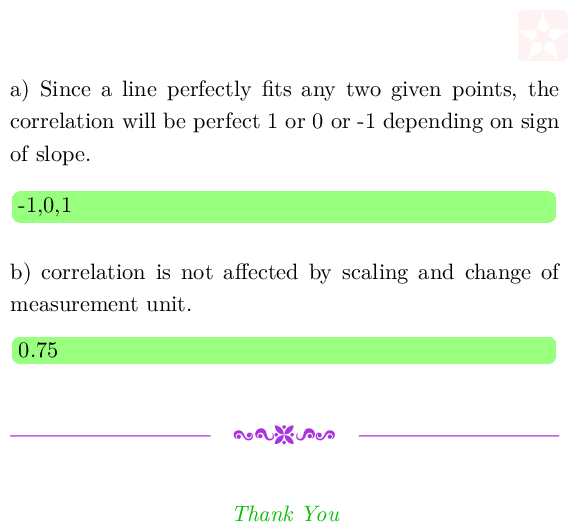 a) Since a line perfectly fits any two given points, the
correlation will be perfect 1 or 0 or -1 depending on sign
of slope.
-1,0,1
b) correlation is not affected by scaling and change of
measurement unit.
0.75
Thank You